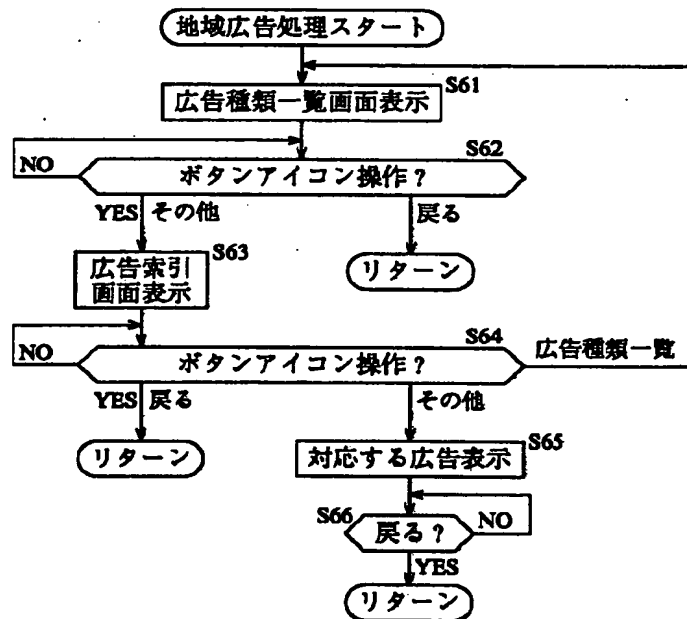 地域広告処理スタート
S61
広告種類一覧画面表示
S62
NO
ボタンアイコン操作?
YES その他
戻る
S63
広告索引
画面表示
リターン
S64
広告種類一覧
NO
ボタンアイコン操作?
YES 戻る
その他
リターン
S65
対応する広告表示
S66
戻る?
NO
YES
リターン